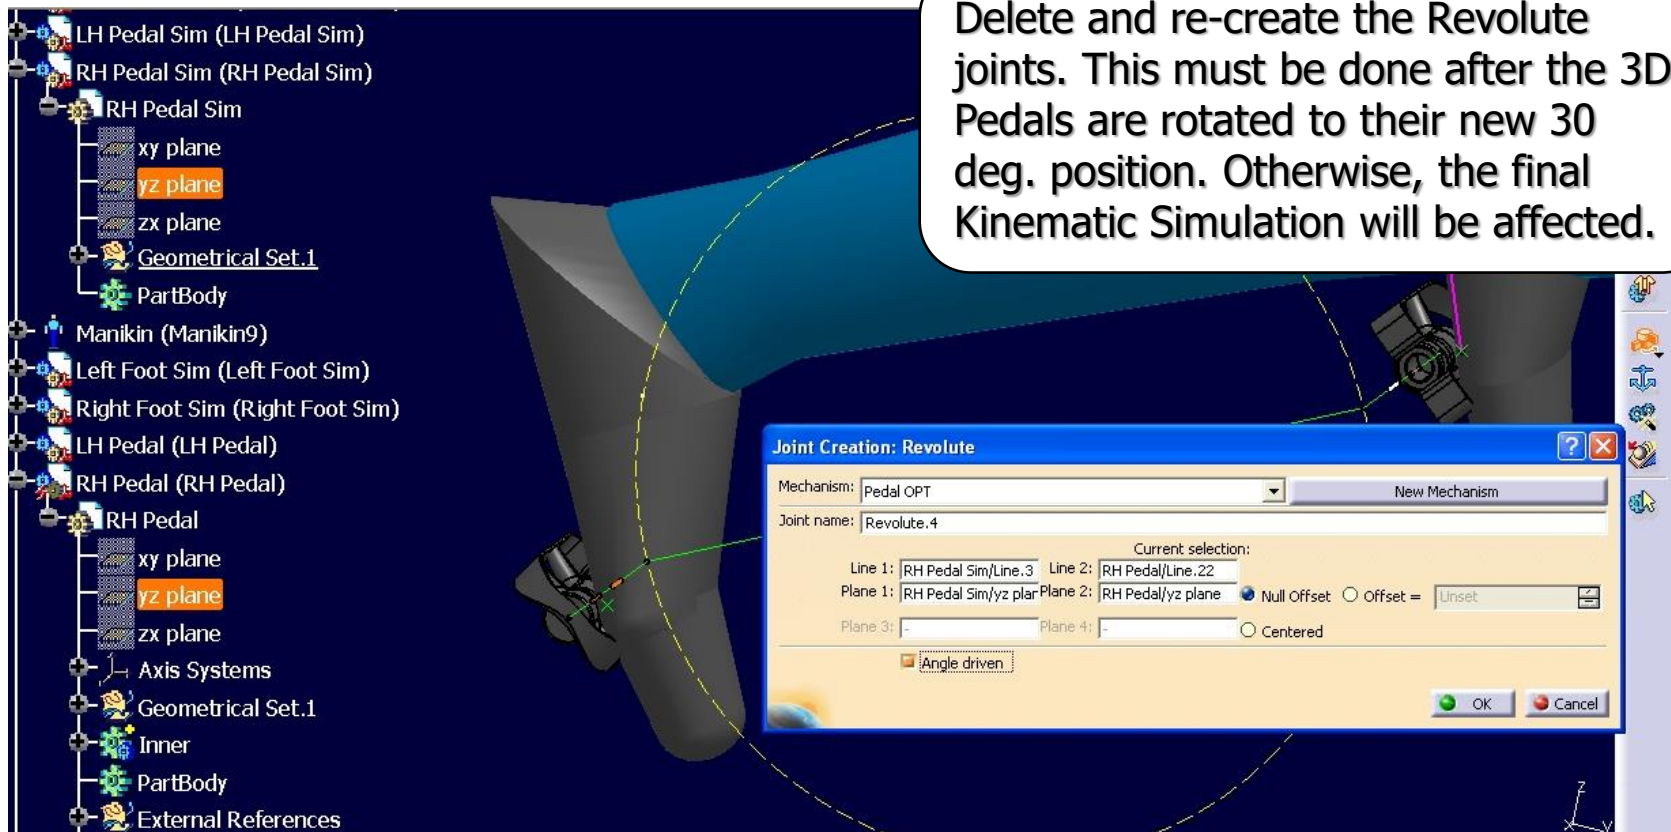 Delete and re-create the Revolute
joints. This must be done after the 3D
Pedals are rotated to their new 30
deg. position. Otherwise, the final
Kinematic Simulation will be affected.
LH Pedal Sim (LH Pedal Sim)
RH Pedal Sim (RH Pedal Sim)
RH Pedal Sim
xy plane
yz plane
zx plane
Geometrical Set.1
PartBody
Manikin (Manikin9)
Left Foot Sim (Left Foot Sim)
Right Foot Sim (Right Foot Sim)
LH Pedal (LH Pedal)
RH Pedal (RH Pedal)
RH Pedal
xy plane
yz plane
zx plane
Axis Systems
Geometrical Set.1
Inner
PartBody
External References
Joint Creation: Revolute
Mechanism: Pedal OPT New Mechanism
Joint name: Revolute.4
Current selection:
Line 1: RH Pedal Sim/Line.3 Line 2: RH Pedal/Line.22
Plane 1: RH Pedal Sim/yz plar Plane 2: RH Pedal/yz plane Null Offset Offset = Unset
Plane 3: - Plane 4: - Centered
Angle driven
OK Cancel
z
y